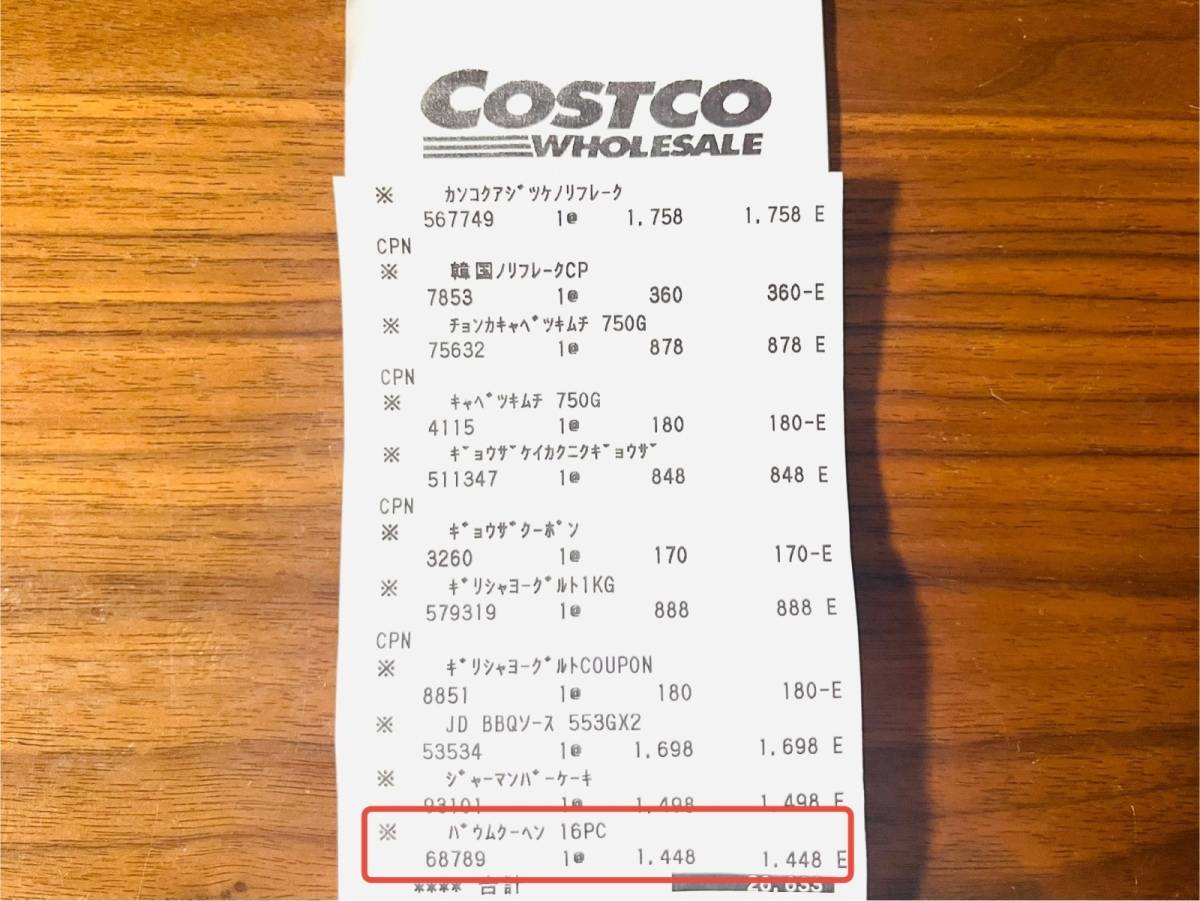 COSTCO
WHOLESALE
※ カンコクアジツケノリフレーク
567749 1@ 1,758 1,758 E
CPN
※ 韓国ノリフレークCP
7853 1@ 360 360-E
※ チョンカキャベツキムチ 750G
75632 1@ 878 878 E
CPN
※ キャベツキムチ 750G
4115 1@ 180 180-E
※ ギョウザケイカクニクギョウザ
511347 1@ 848 848 E
CPN
※ ギョウザクーポン
3260 1@ 170 170-E
※ ギリシャヨーグルト1KG
579319 1@ 888 888 E
CPN
※ ギリシャヨーグルトCOUPON
8851 1@ 180 180-E
※ JD BBQソース 553GX2
53534 1@ 1,698 1,698 E
※ ジャーマンバーケーキ
93101 1@ 1,498 1,498 E
※ バウムクーヘン 16PC
68789 1@ 1,448 1,448 E
**** 合計